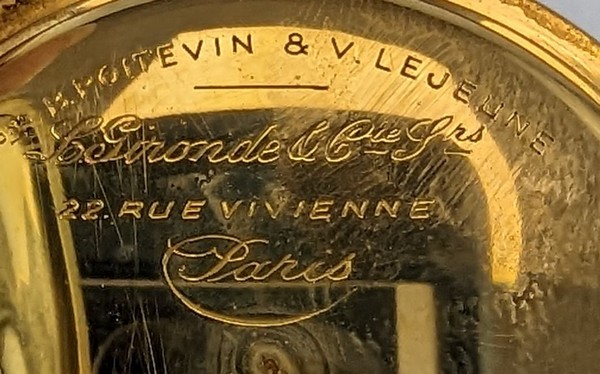 H. POITEVIN & V. LEJEUNE
L. Gironde & Cie Srs
22. RUE VIVIENNE
Paris